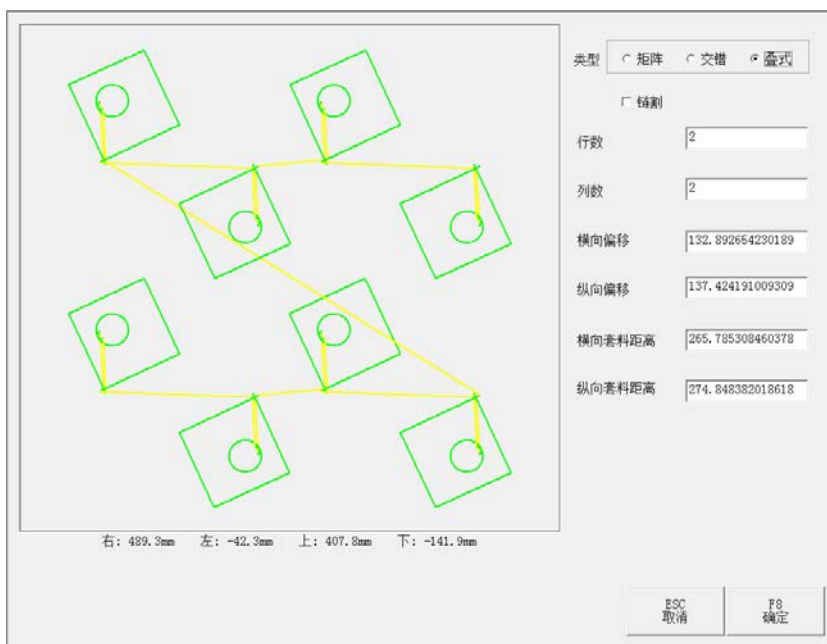 类型 矩阵 交错 叠式
链割
行数 2
列数 2
横向偏移 132.892654230189
纵向偏移 137.424191009309
横向套料距离 265.785308460378
纵向套料距离 274.848382018618
右: 489.3mm 左: -42.3mm 上: 407.8mm 下: -141.9mm
ESC F8
取消 确定